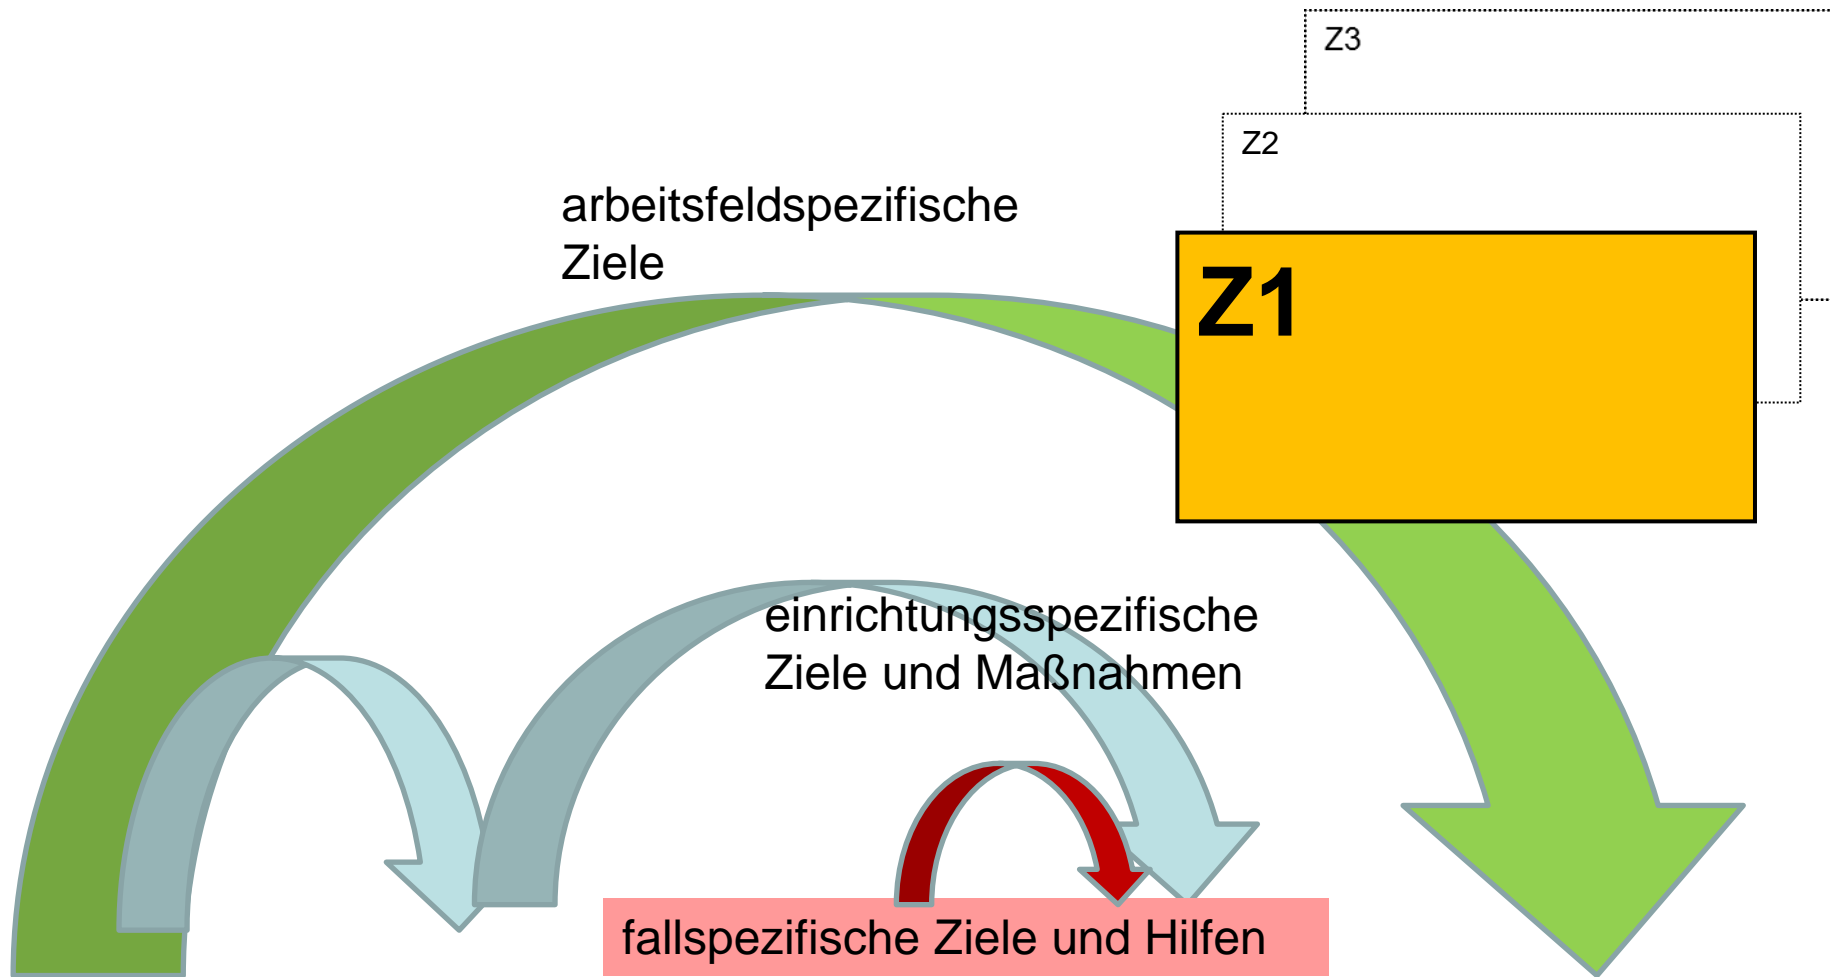 Z3
Z2
arbeitsfeldspezifische
Ziele
Z1
einrichtungsspezifische
Ziele und Maßnahmen
fallspezifische Ziele und Hilfen